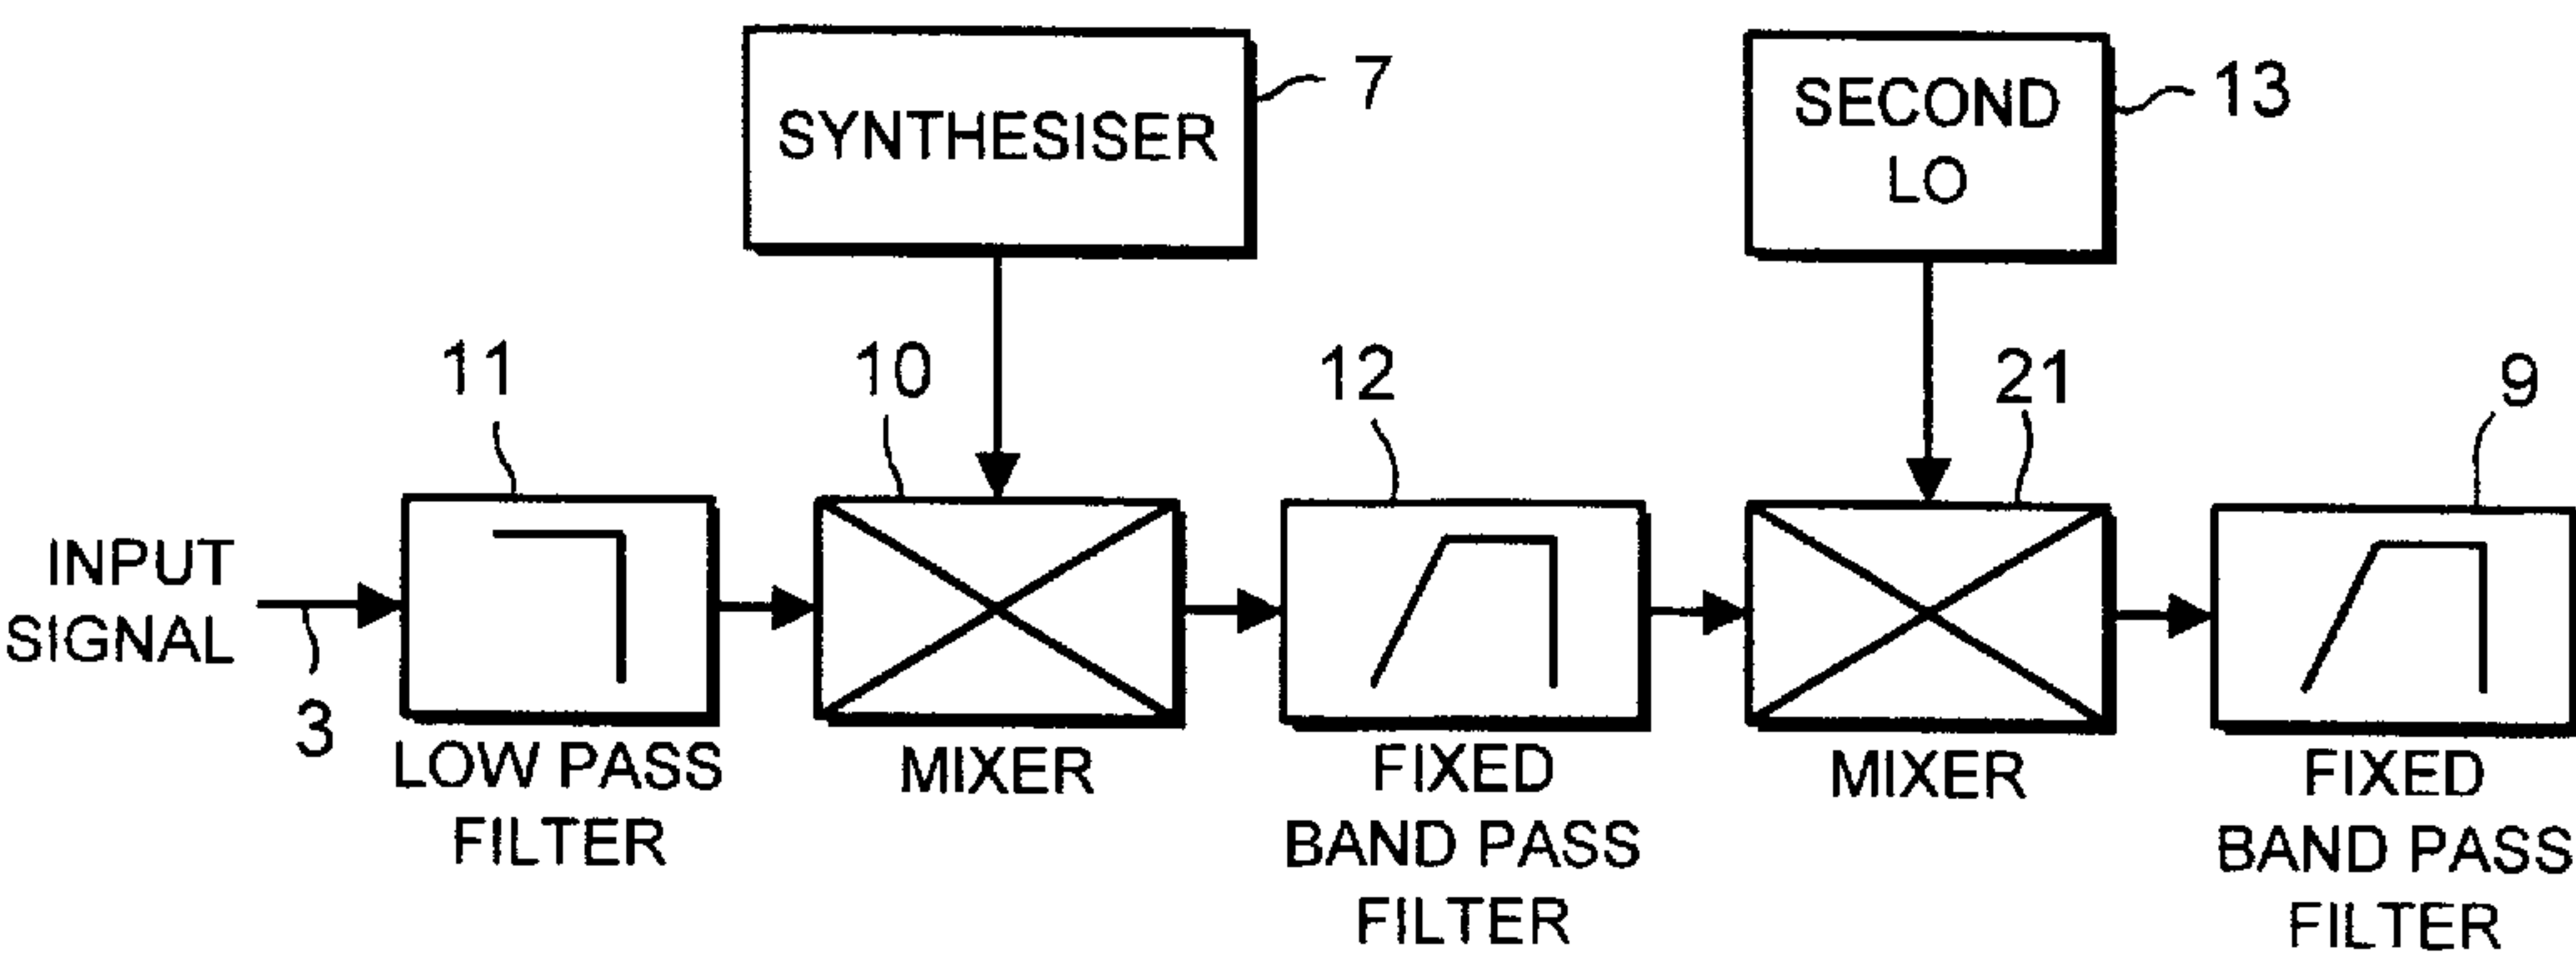 SYNTHESISER
7
SECOND
LO
13
11
10
12
21
9
INPUT
SIGNAL
3
LOW PASS
FILTER
MIXER
FIXED
BAND PASS
FILTER
MIXER
FIXED
BAND PASS
FILTER